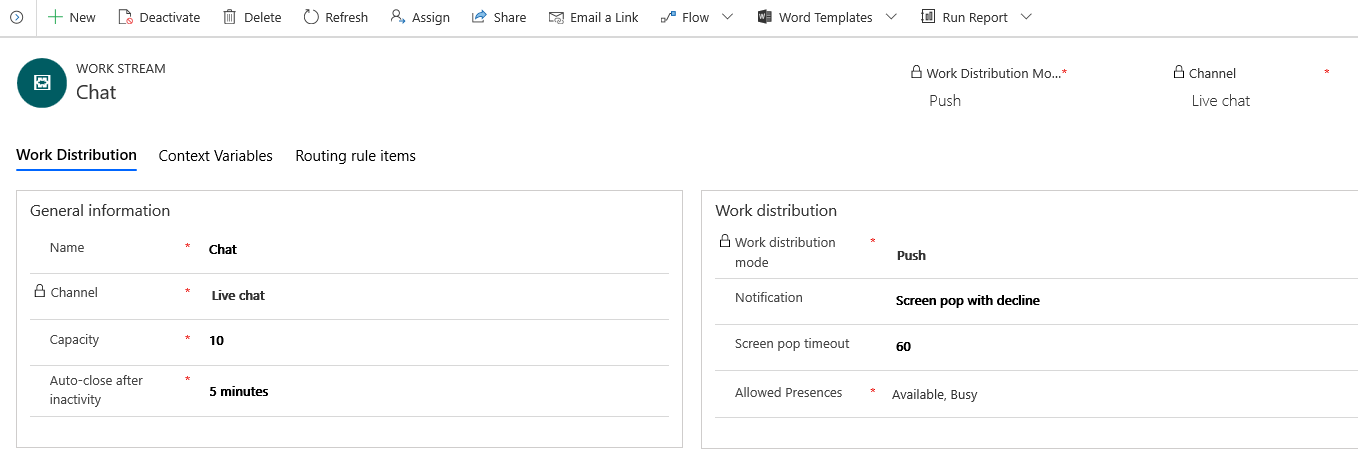 New Deactivate Delete Refresh Assign Share Email a Link Flow Word Templates Run Report
WORK STREAM
Chat
Work Distribution Mo...* Channel *
Push Live chat
Work Distribution Context Variables Routing rule items
General information
Name * Chat
Channel * Live chat
Capacity * 10
Auto-close after
inactivity * 5 minutes
Work distribution
Work distribution
mode * Push
Notification Screen pop with decline
Screen pop timeout 60
Allowed Presences * Available, Busy